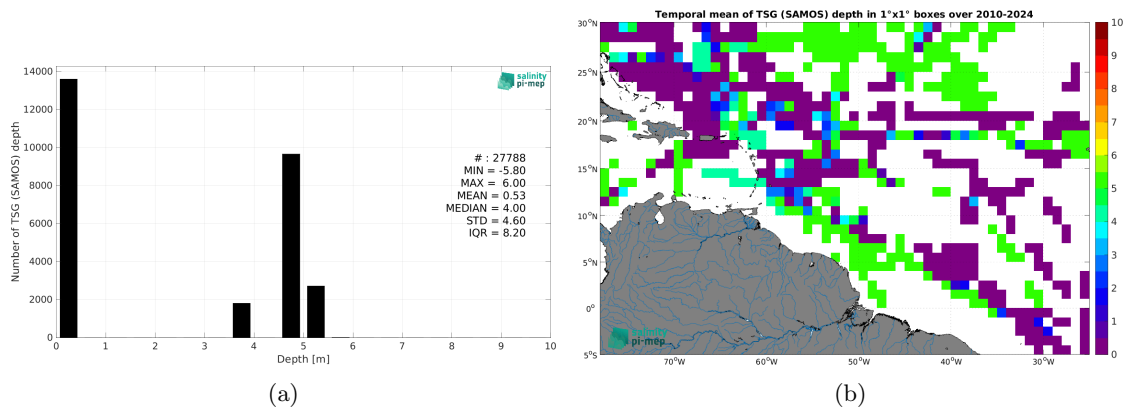 14000
12000
10000
8000
6000
4000
2000
0
Number of TSG (SAMOS) depth
salinity
pi-mep
# : 27788
MIN = -5.80
MAX = 6.00
MEAN = 0.53
MEDIAN = 4.00
STD = 4.60
IQR = 8.20
0 1 2 3 4 5 6 7 8 9 10
Depth [m]
(a)
Temporal mean of TSG (SAMOS) depth in 1°x1° boxes over 2010-2024
30°N
25°N
20°N
15°N
10°N
5°N
0°
5°S
salinity
pi-mep
70°W 60°W 50°W 40°W 30°W
10
9
8
7
6
5
4
3
2
1
0
(b)